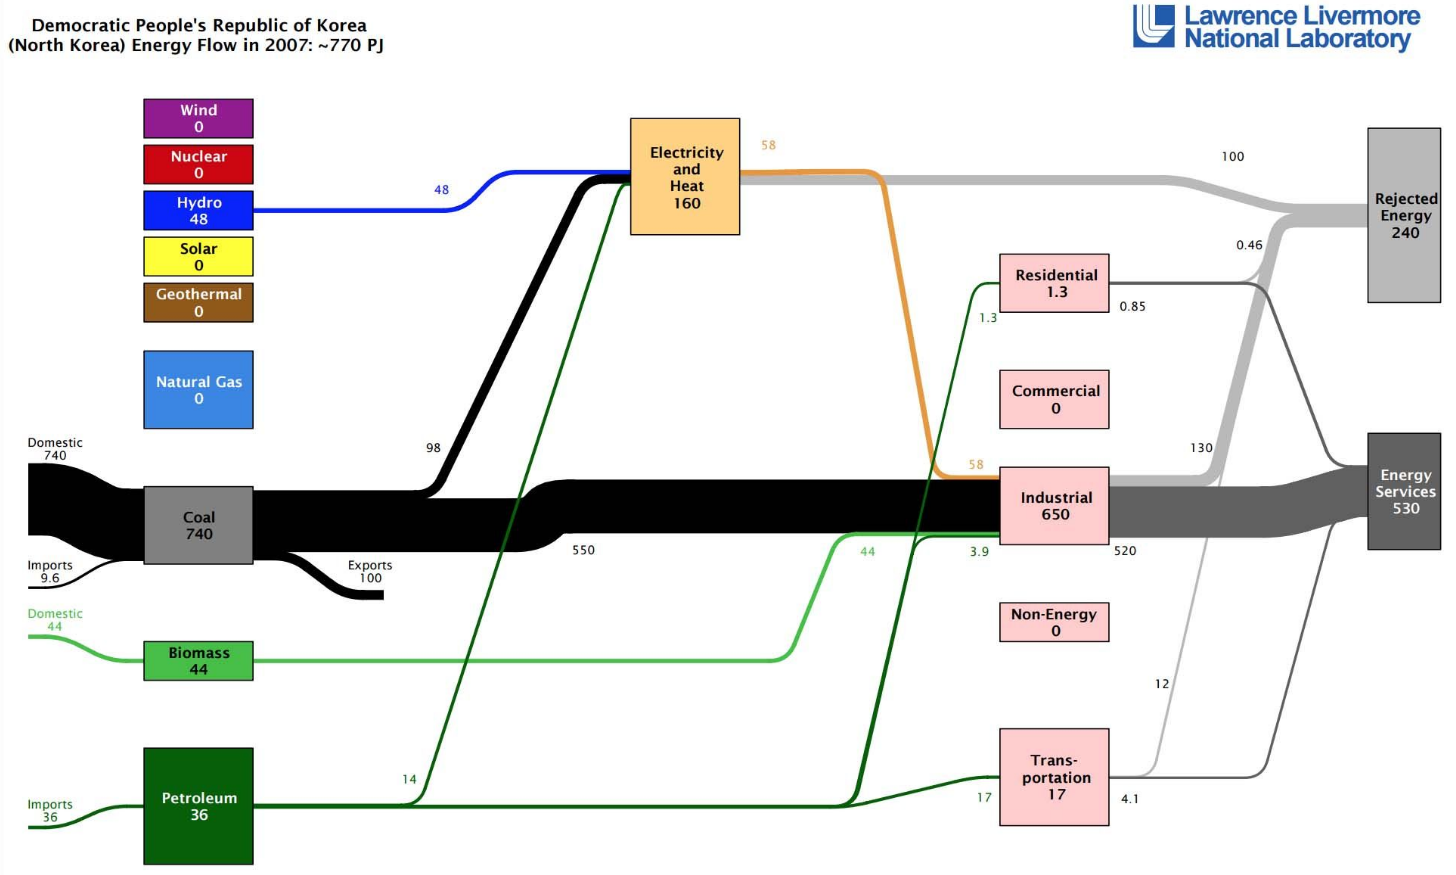 Democratic People's Republic of Korea
(North Korea) Energy Flow in 2007: ~770 PJ
Lawrence Livermore
National Laboratory
Wind
0
Nuclear
0
Hydro
48
Solar
0
Geothermal
0
Natural Gas
0
Domestic
740
Coal
740
Imports
9.6
Exports
100
Domestic
44
Biomass
44
Imports
36
Petroleum
36
48
98
14
550
Electricity
and
Heat
160
58
58
44
3.9
1.3
17
Residential
1.3
Commercial
0
Industrial
650
Non-Energy
0
Trans-
portation
17
100
0.46
0.85
130
520
12
4.1
Rejected
Energy
240
Energy
Services
530